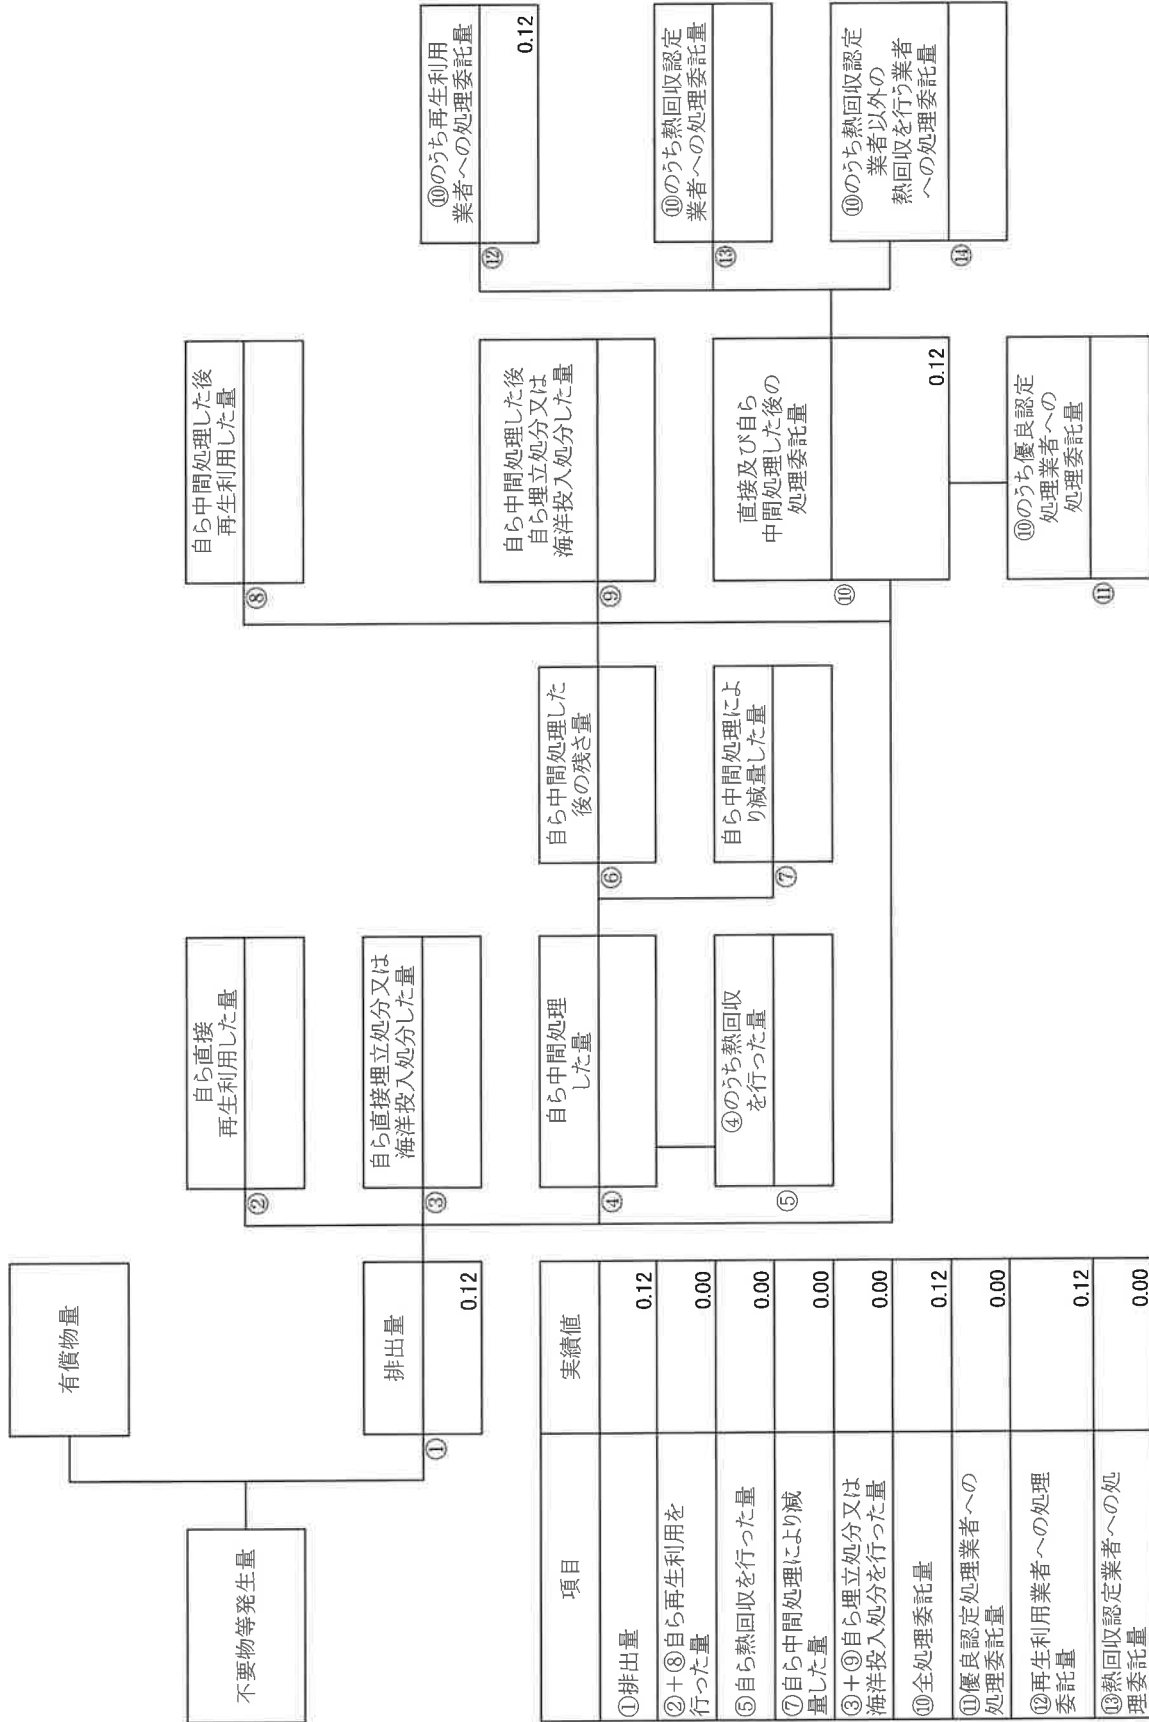 不要物等発生量
有償物量
①
排出量
0.12
②
自ら直接
再生利用した量
③
自ら直接埋立処分又は
海洋投入処分した量
④
自ら中間処理
した量
⑤
④のうち熱回収
を行った量
⑥
自ら中間処理した
後の残さ量
⑦
自ら中間処理によ
り減量した量
⑧
自ら中間処理した後
再生利用した量
⑨
自ら中間処理した後
自ら埋立処分又は
海洋投入処分した量
⑩
直接及び自ら
中間処理した後の
処理委託量
0.12
⑪
⑩のうち優良認定
処理業者への
処理委託量
⑫
⑩のうち再生利用
業者への処理委託量
0.12
⑬
⑩のうち熱回収認定
業者への処理委託量
⑭
⑩のうち熱回収認定
業者以外の
熱回収を行う業者
への処理委託量
項目
実績値
①排出量
0.12
②+⑧自ら再生利用を
行った量
0.00
⑤自ら熱回収を行った量
0.00
⑦自ら中間処理により減
量した量
0.00
③+⑨自ら埋立処分又は
海洋投入処分を行った量
0.00
⑩全処理委託量
0.12
⑪優良認定処理業者への
処理委託量
0.00
⑫再生利用業者への処理
委託量
0.12
⑬熱回収認定業者への処
理委託量
0.00